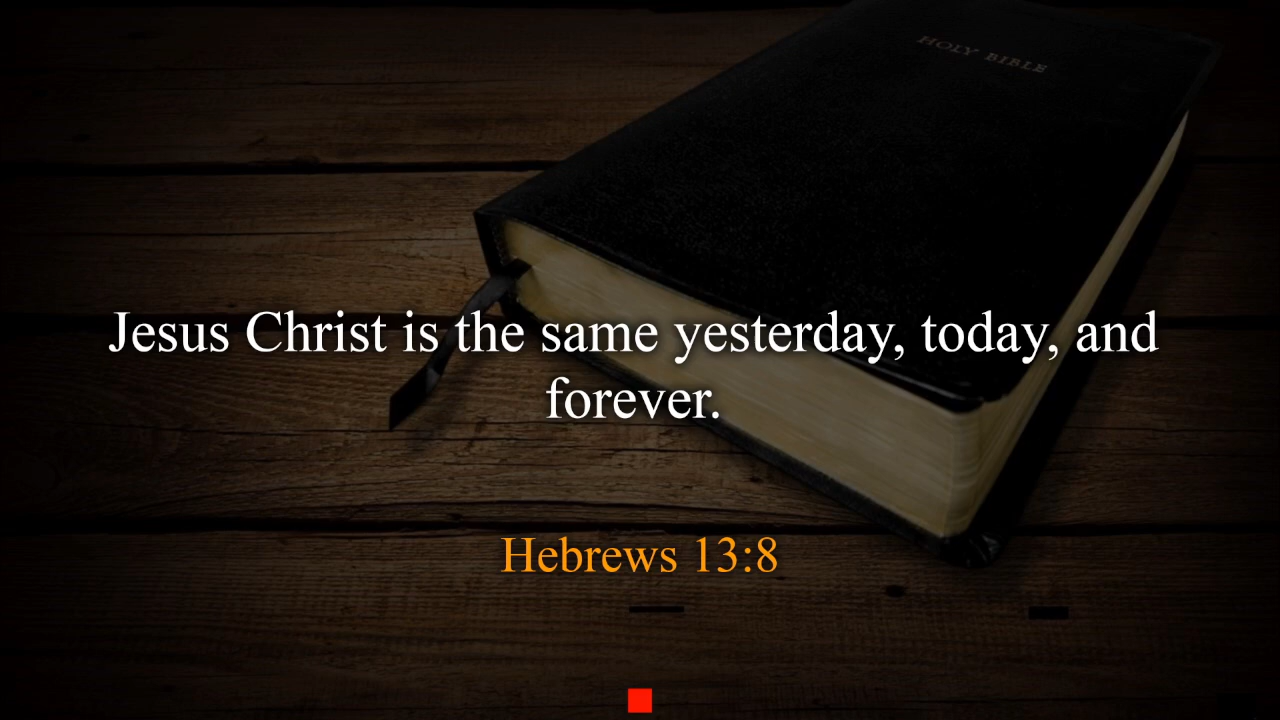 HOLY BIBLE
Jesus Christ is the same yesterday, today, and
forever.
Hebrews 13:8